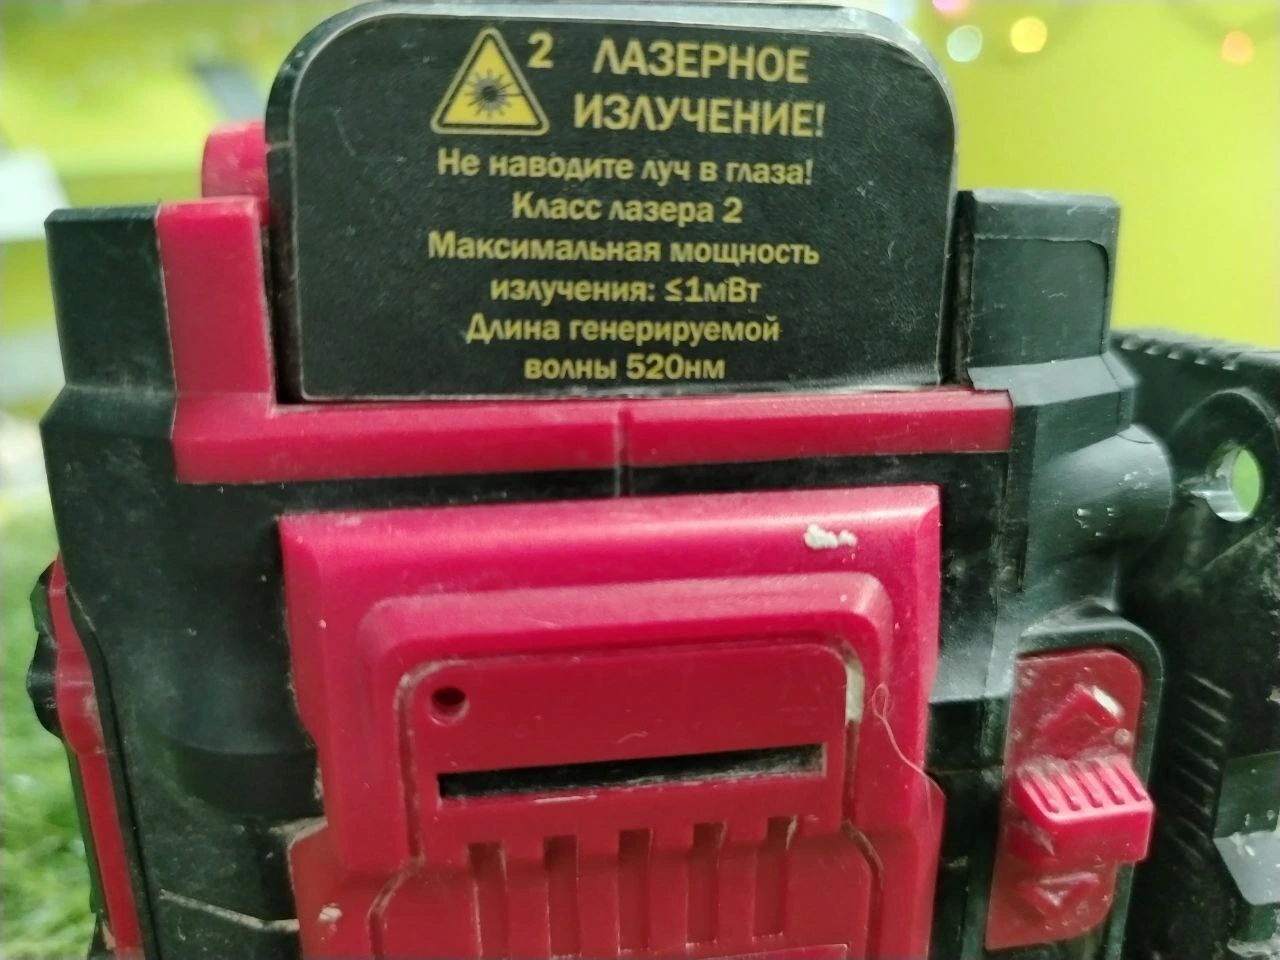 2 ЛАЗЕРНОЕ
ИЗЛУЧЕНИЕ!
Не наводите луч в глаза!
Класс лазера 2
Максимальная мощность
излучения: ≤1мВт
Длина генерируемой
волны 520нм